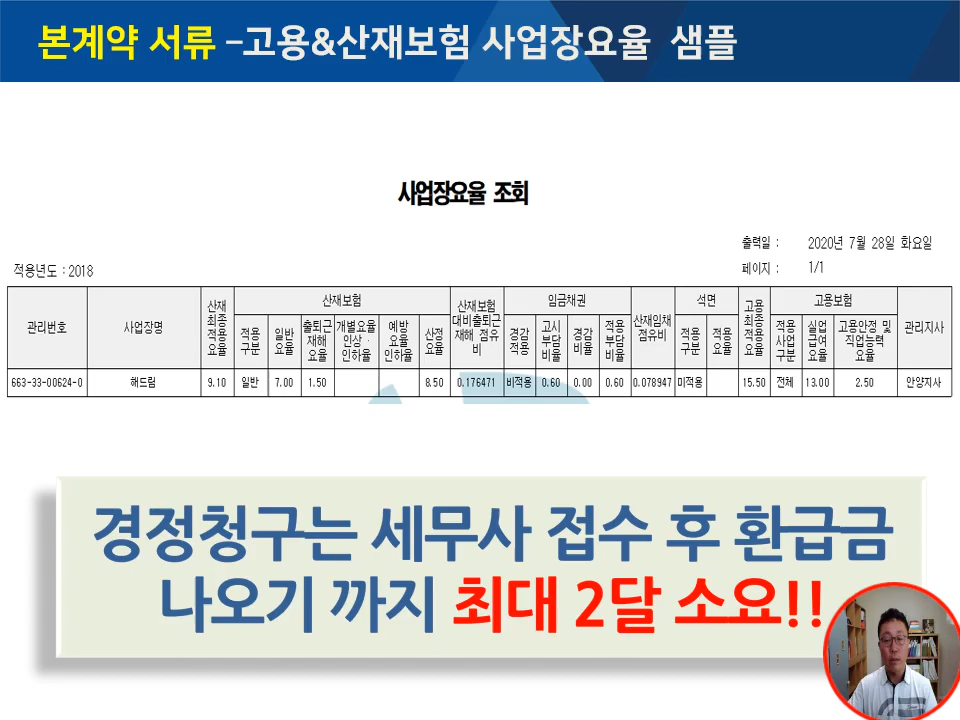 본계약 서류 –고용&산재보험 사업장요율 샘플
사업장요율 조회
출력일 : 2020년 7월 28일 화요일
페이지 : 1/1
적용년도 : 2018
관리번호 사업장명 산재최종적용요율 산재보험 산재보험대비출퇴근재해 점유비 임금채권 산재임채점유비 석면 고용최종적용요율 고용보험 관리지사
적용구분 일반요율 출퇴근재해요율 개별요율인상·인하율 예방요율인하율 산정요율 경감적용 고시부담비율 경감비율 적용부담비율 적용구분 적용요율 적용사업구분 실업급여요율 고용안정 및 직업능력요율
663-33-00624-0 해드림 9.10 일반 7.00 1.50 8.50 0.176471 비적용 0.60 0.00 0.60 0.078947 미적용 15.50 전체 13.00 2.50 안양지사
경정청구는 세무사 접수 후 환급금
나오기 까지 최대 2달 소요!!